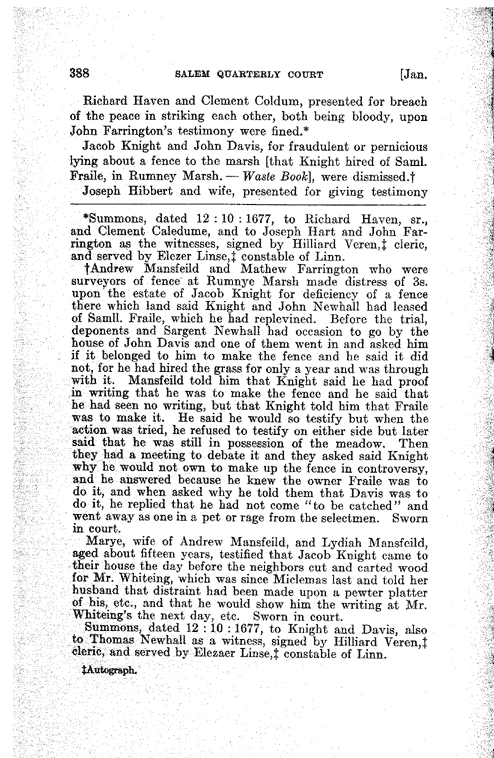 388 SALEM QUARTERLY COURT [Jan.
Richard Haven and Clement Coldum, presented for breach
of the peace in striking each other, both being bloody, upon
John Farrington's testimony were fined.*
Jacob Knight and John Davis, for fraudulent or pernicious
lying about a fence to the marsh [that Knight hired of Saml.
Fraile, in Rumney Marsh. — Waste Book], were dismissed.†
Joseph Hibbert and wife, presented for giving testimony
*Summons, dated 12 : 10 : 1677, to Richard Haven, sr.,
and Clement Caledume, and to Joseph Hart and John Far-
rington as the witnesses, signed by Hilliard Veren,‡ cleric,
and served by Elezer Linse,‡ constable of Linn.
†Andrew Mansfeild and Mathew Farrington who were
surveyors of fence at Rumnye Marsh made distress of 3s.
upon the estate of Jacob Knight for deficiency of a fence
there which land said Knight and John Newhall had leased
of Samll. Fraile, which he had replevined. Before the trial,
deponents and Sargent Newhall had occasion to go by the
house of John Davis and one of them went in and asked him
if it belonged to him to make the fence and he said it did
not, for he had hired the grass for only a year and was through
with it. Mansfeild told him that Knight said he had proof
in writing that he was to make the fence and he said that
he had seen no writing, but that Knight told him that Fraile
was to make it. He said he would so testify but when the
action was tried, he refused to testify on either side but later
said that he was still in possession of the meadow. Then
they had a meeting to debate it and they asked said Knight
why he would not own to make up the fence in controversy,
and he answered because he knew the owner Fraile was to
do it, and when asked why he told them that Davis was to
do it, he replied that he had not come "to be catched" and
went away as one in a pet or rage from the selectmen. Sworn
in court.
Marye, wife of Andrew Mansfeild, and Lydiah Mansfeild,
aged about fifteen years, testified that Jacob Knight came to
their house the day before the neighbors cut and carted wood
for Mr. Whiteing, which was since Miclemas last and told her
husband that distraint had been made upon a pewter platter
of his, etc., and that he would show him the writing at Mr.
Whiteing's the next day, etc. Sworn in court.
Summons, dated 12 : 10 : 1677, to Knight and Davis, also
to Thomas Newhall as a witness, signed by Hilliard Veren,‡
cleric, and served by Elezaer Linse,‡ constable of Linn.
‡Autograph.